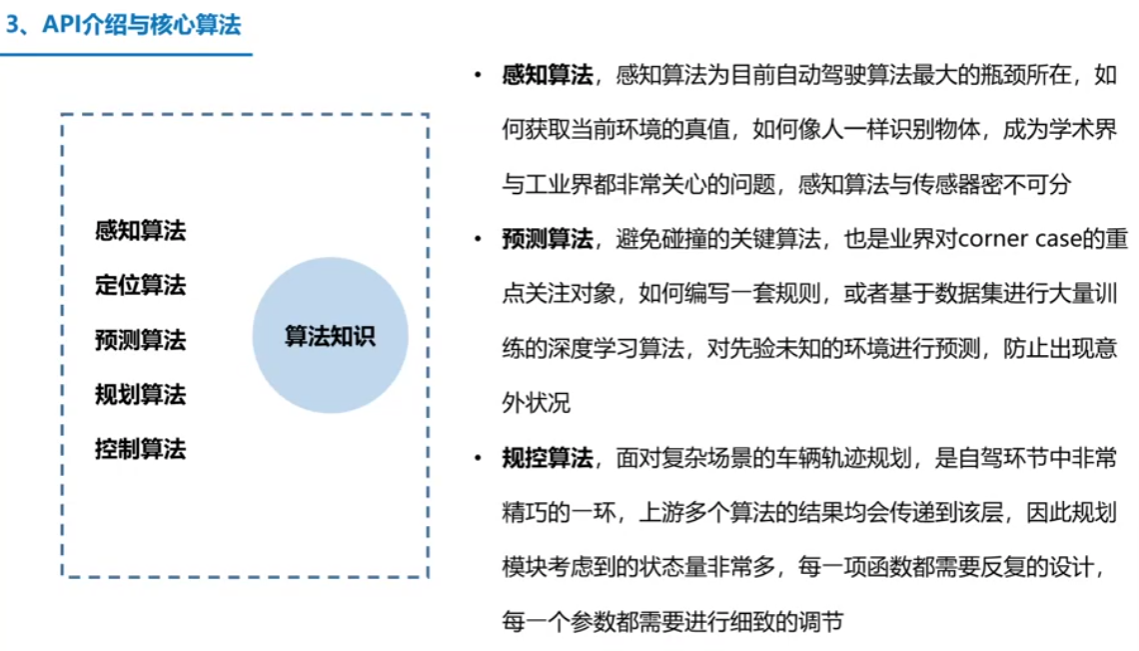 3、API介绍与核心算法
感知算法
定位算法
预测算法
规划算法
控制算法
算法知识
• 感知算法，感知算法为目前自动驾驶算法最大的瓶颈所在，如
何获取当前环境的真值，如何像人一样识别物体，成为学术界
与工业界都非常关心的问题，感知算法与传感器密不可分
• 预测算法，避免碰撞的关键算法，也是业界对corner case的重
点关注对象，如何编写一套规则，或者基于数据集进行大量训
练的深度学习算法，对先验未知的环境进行预测，防止出现意
外状况
• 规控算法，面对复杂场景的车辆轨迹规划，是自驾环节中非常
精巧的一环，上游多个算法的结果均会传递到该层，因此规划
模块考虑到的状态量非常多，每一项函数都需要反复的设计，
每一个参数都需要进行细致的调节